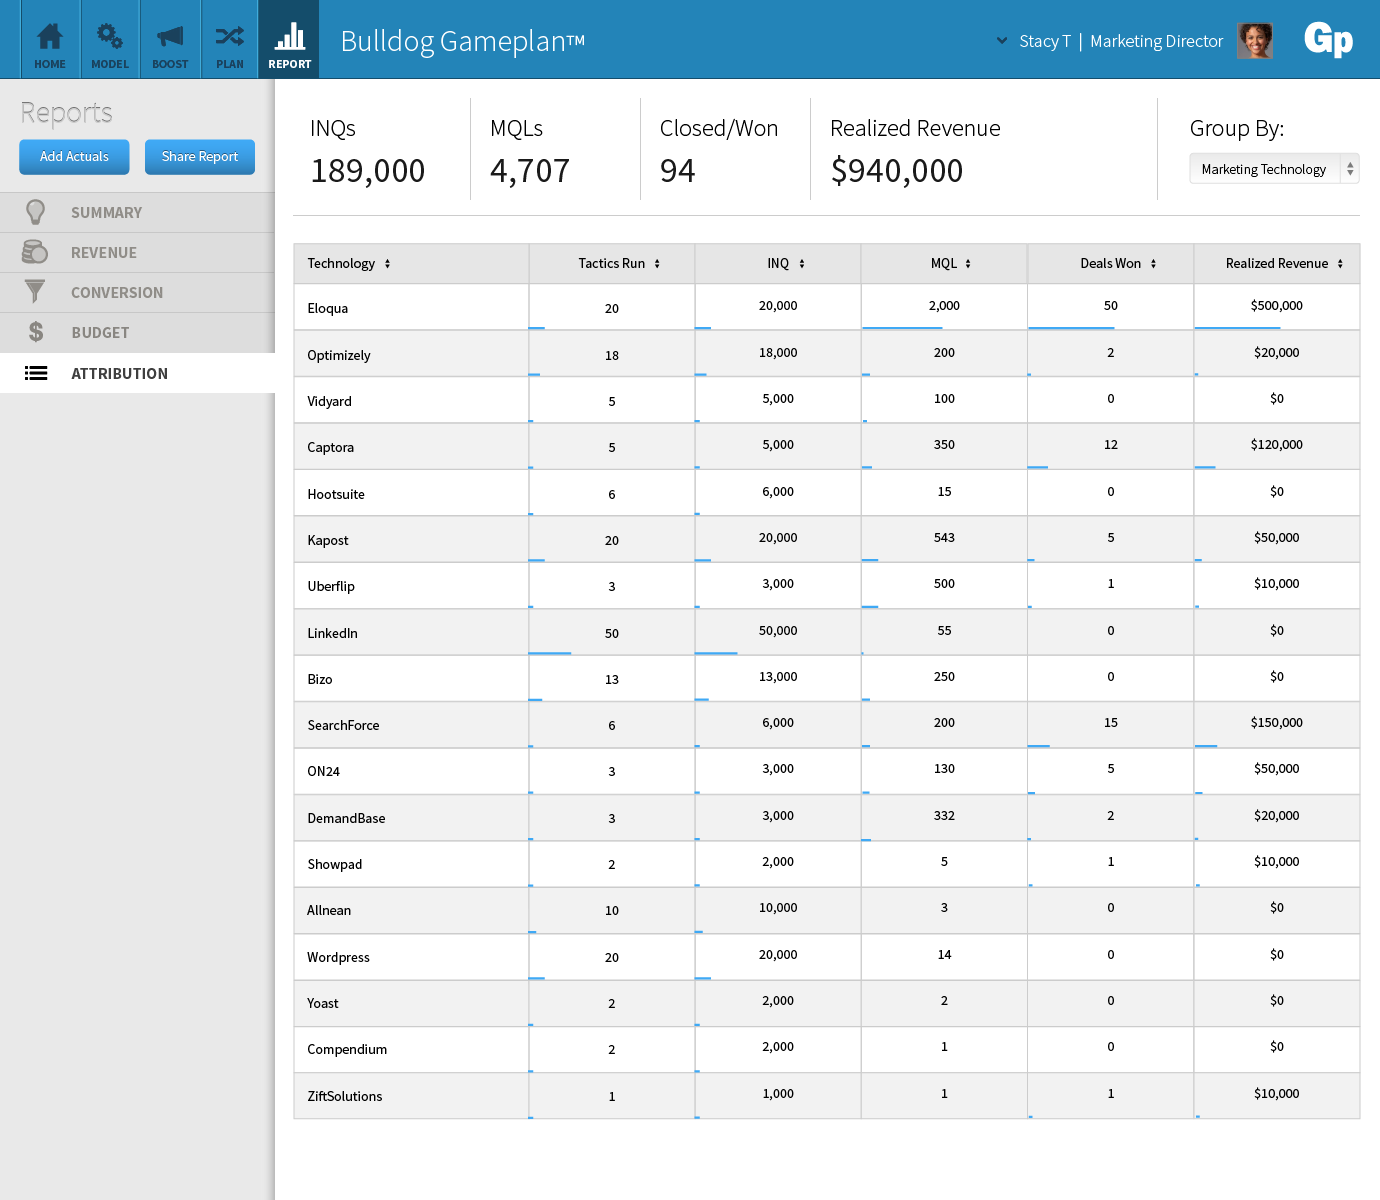 HOME MODEL BOOST PLAN REPORT
Bulldog Gameplan™
Stacy T | Marketing Director
Gp
Reports
Add Actuals Share Report
SUMMARY
REVENUE
CONVERSION
$ BUDGET
ATTRIBUTION
INQs MQLs Closed/Won Realized Revenue Group By:
189,000 4,707 94 $940,000 Marketing Technology
Technology Tactics Run INQ MQL Deals Won Realized Revenue
Eloqua 20 20,000 2,000 50 $500,000
Optimizely 18 18,000 200 2 $20,000
Vidyard 5 5,000 100 0 $0
Captora 5 5,000 350 12 $120,000
Hootsuite 6 6,000 15 0 $0
Kapost 20 20,000 543 5 $50,000
Uberflip 3 3,000 500 1 $10,000
LinkedIn 50 50,000 55 0 $0
Bizo 13 13,000 250 0 $0
SearchForce 6 6,000 200 15 $150,000
ON24 3 3,000 130 5 $50,000
DemandBase 3 3,000 332 2 $20,000
Showpad 2 2,000 5 1 $10,000
Allnean 10 10,000 3 0 $0
Wordpress 20 20,000 14 0 $0
Yoast 2 2,000 2 0 $0
Compendium 2 2,000 1 0 $0
ZiftSolutions 1 1,000 1 1 $10,000